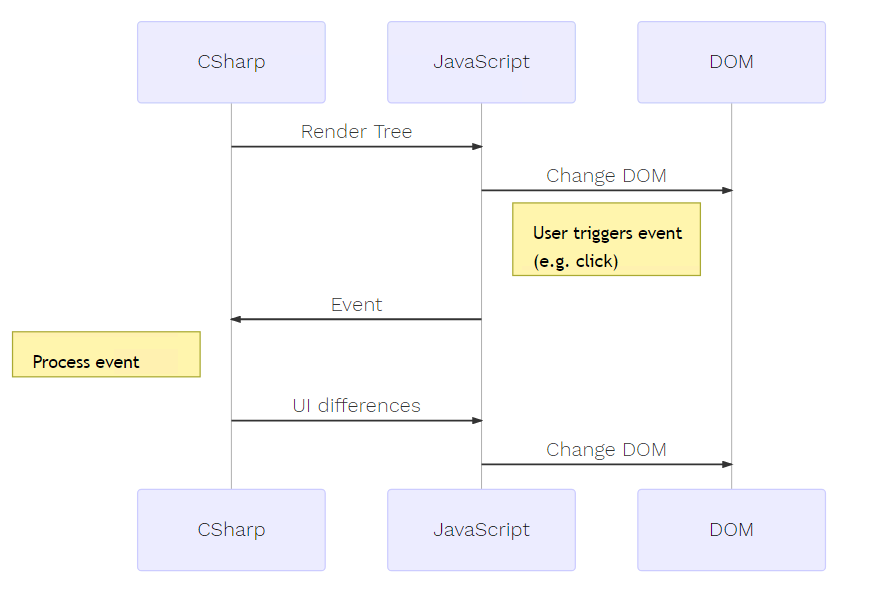 CSharp
JavaScript
DOM
Render Tree
Change DOM
User triggers event
(e.g. click)
Event
Process event
UI differences
Change DOM
CSharp
JavaScript
DOM